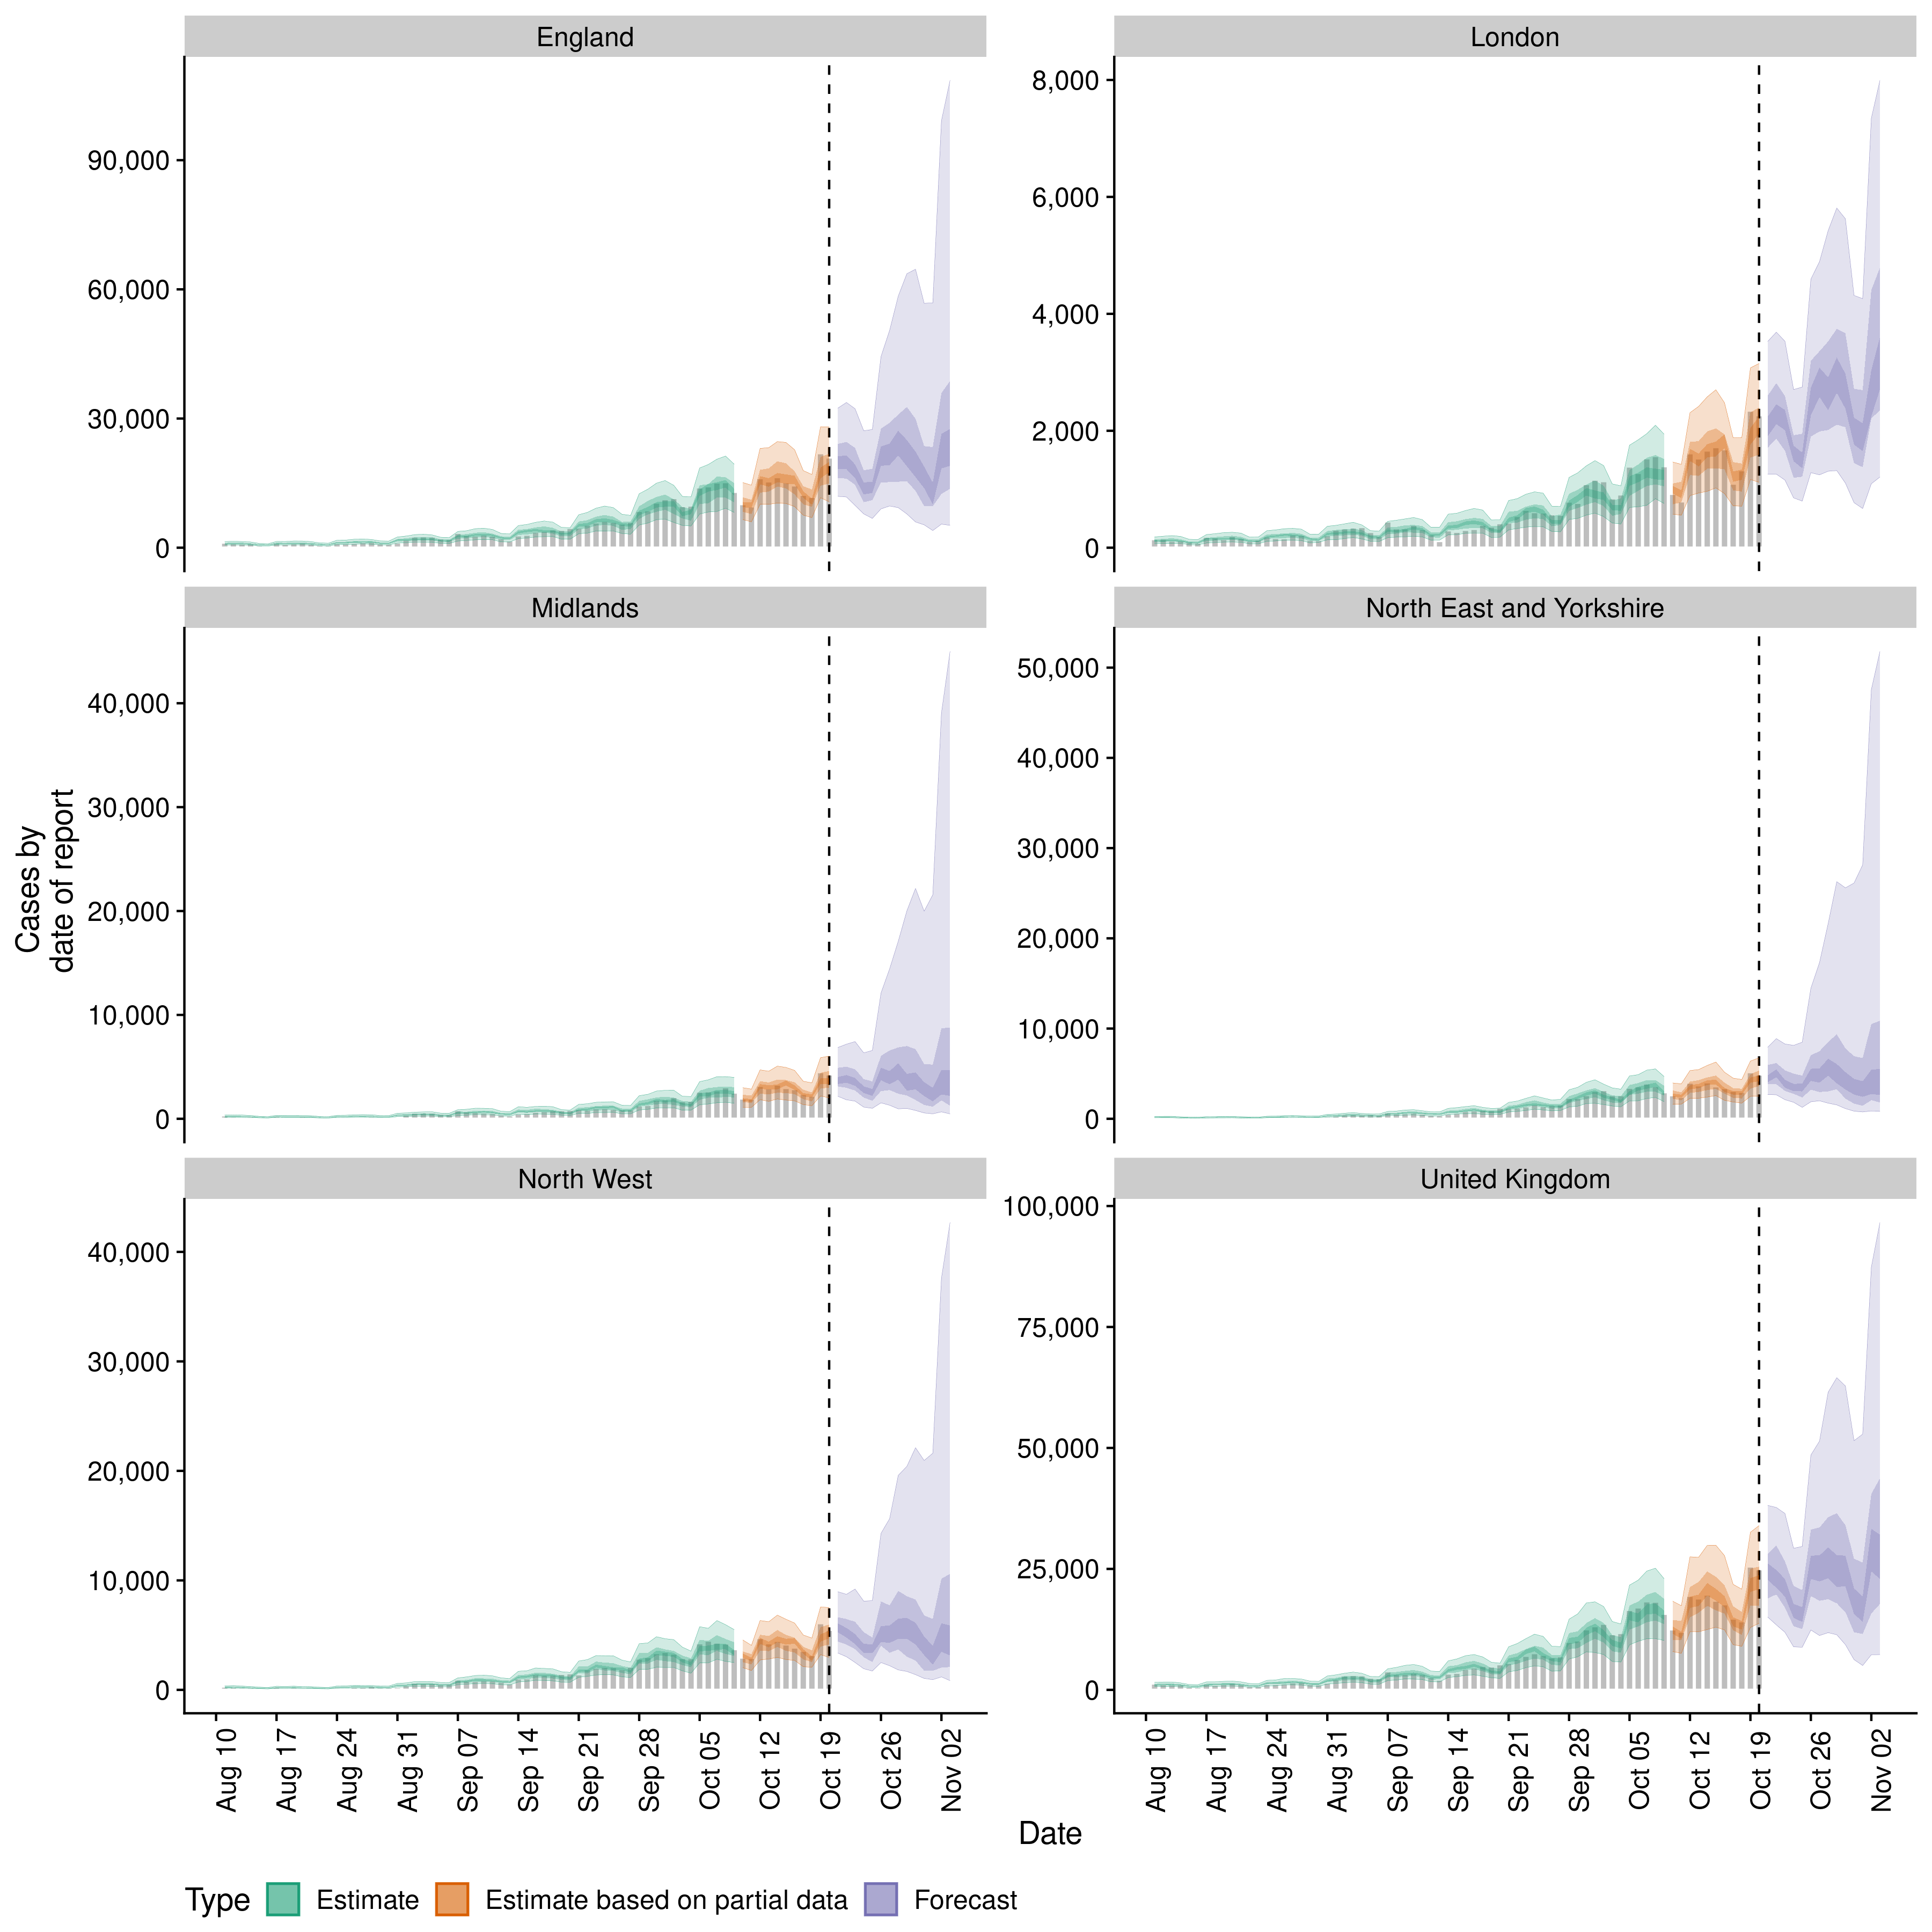 England
London
90,000
60,000
30,000
0
8,000
6,000
4,000
2,000
0
Midlands
North East and Yorkshire
Cases by
date of report
40,000
30,000
20,000
10,000
0
50,000
40,000
30,000
20,000
10,000
0
North West
United Kingdom
40,000
30,000
20,000
10,000
0
100,000
75,000
50,000
25,000
0
Aug 10
Aug 17
Aug 24
Aug 31
Sep 07
Sep 14
Sep 21
Sep 28
Oct 05
Oct 12
Oct 19
Oct 26
Nov 02
Aug 10
Aug 17
Aug 24
Aug 31
Sep 07
Sep 14
Sep 21
Sep 28
Oct 05
Oct 12
Oct 19
Oct 26
Nov 02
Date
Type Estimate Estimate based on partial data Forecast